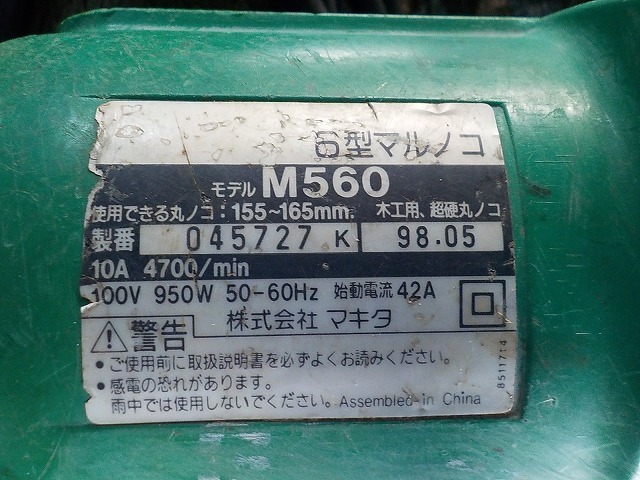 6型マルノコ
モデル M560
使用できる丸ノコ:155~165mm. 木工用、超硬丸ノコ
製番 045727 K 98.05
10A 4700/min
100V 950W 50-60Hz 始動電流 42A
株式会社 マキタ
警告
•ご使用前に取扱説明書を必ずよくお読みください。
•感電の恐れがあります。
雨中では使用しないでください。 Assembled in China
8511714